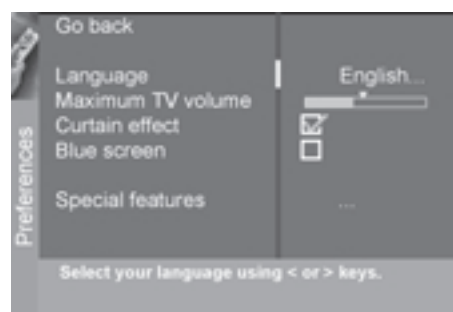 Go back
Language English...
Maximum TV volume
Curtain effect
Blue screen
Special features ...
Preferences
Select your language using < or > keys.